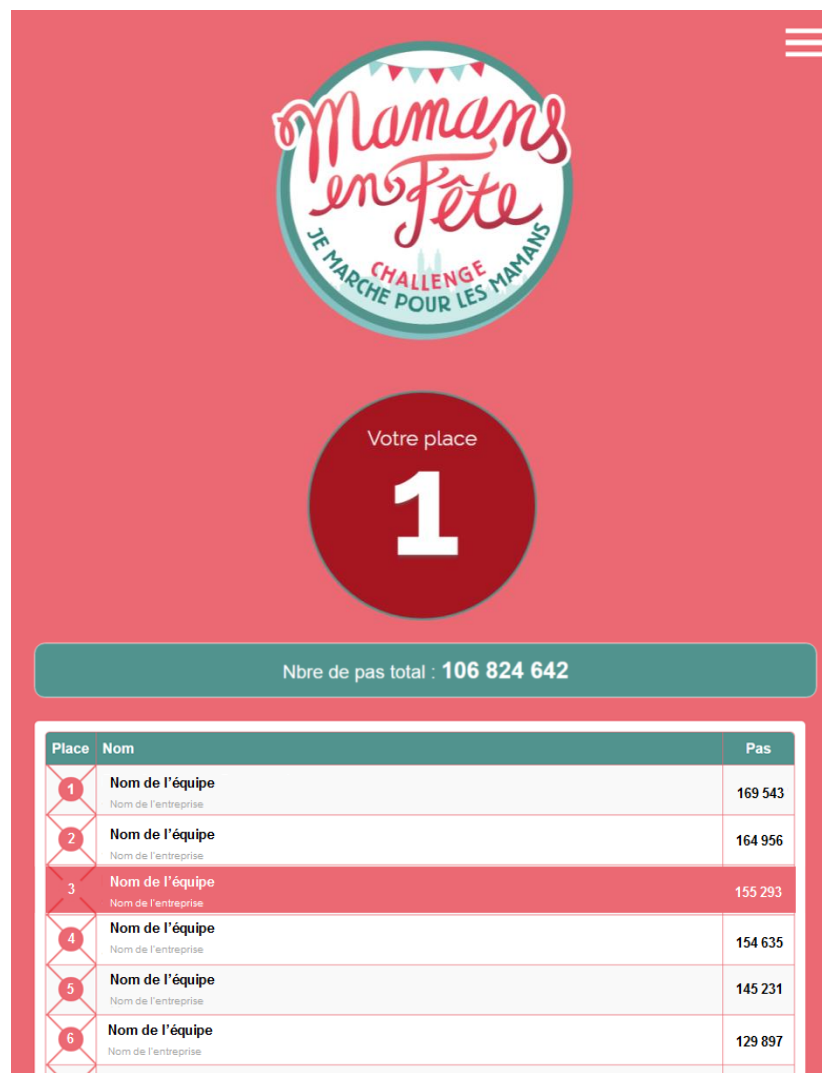 Mamans
en Fête
CHALLENGE
JE MARCHE POUR LES MAMANS
Votre place
1
Nbre de pas total : 106 824 642
Place Nom Pas
1 Nom de l'équipe 169 543
Nom de l'entreprise
2 Nom de l'équipe 164 956
Nom de l'entreprise
3 Nom de l'équipe 155 293
Nom de l'entreprise
4 Nom de l'équipe 154 635
Nom de l'entreprise
5 Nom de l'équipe 145 231
Nom de l'entreprise
6 Nom de l'équipe 129 897
Nom de l'entreprise